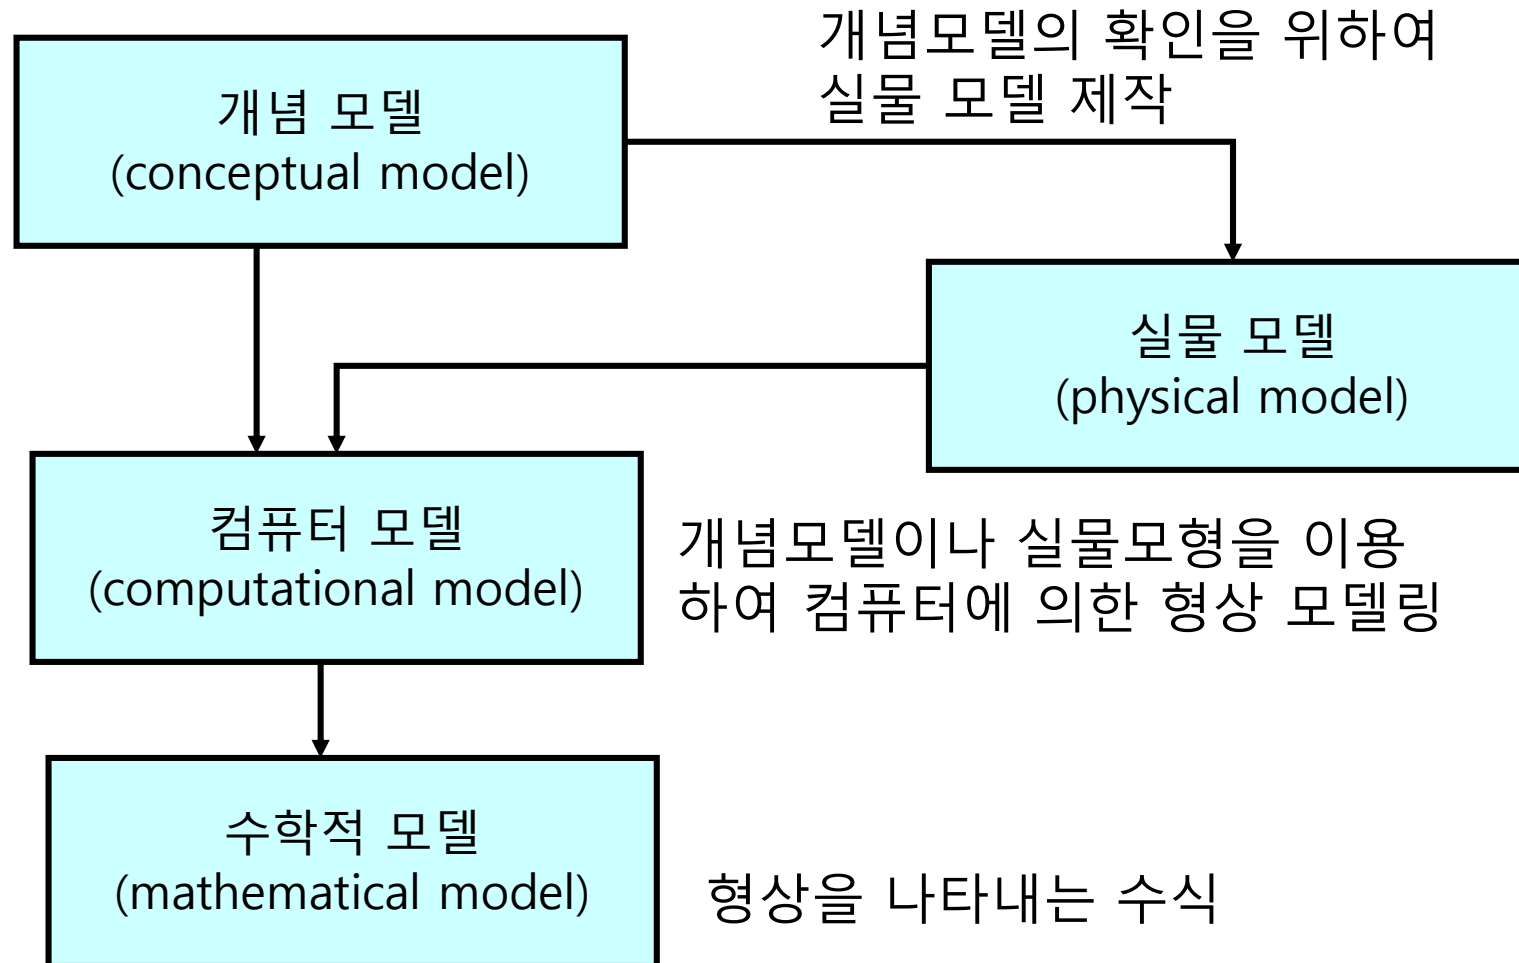 개념모델의 확인을 위하여
실물 모델 제작
개념 모델
(conceptual model)
실물 모델
(physical model)
컴퓨터 모델
(computational model)
개념모델이나 실물모형을 이용
하여 컴퓨터에 의한 형상 모델링
수학적 모델
(mathematical model)
형상을 나타내는 수식